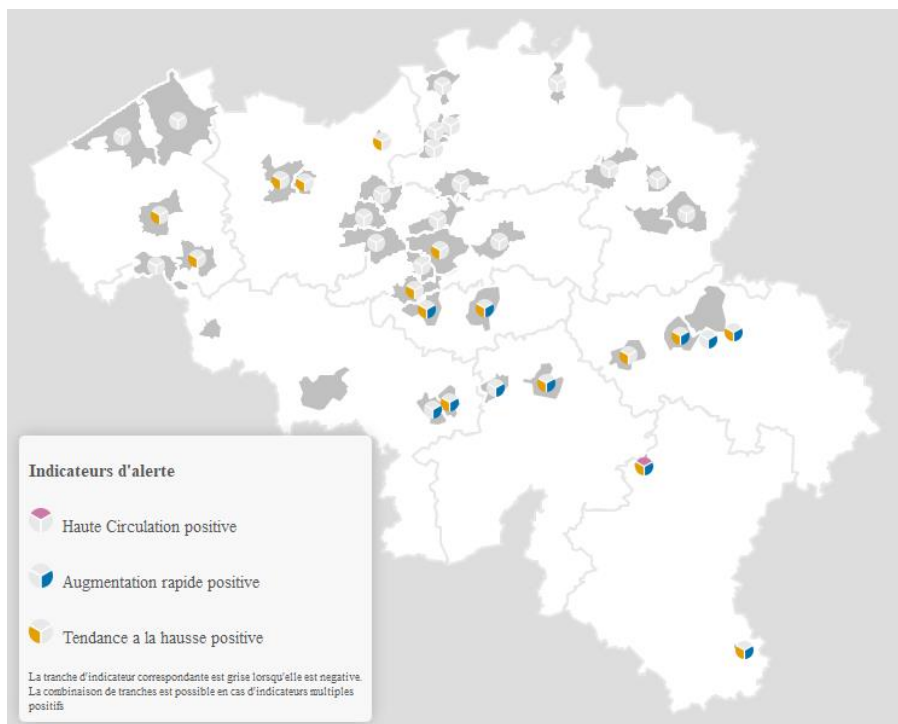 Indicateurs d'alerte
Haute Circulation positive
Augmentation rapide positive
Tendance a la hausse positive
La tranche d'indicateur correspondante est grise lorsqu'elle est negative.
La combinaison de tranches est possible en cas d'indicateurs multiples
positifs